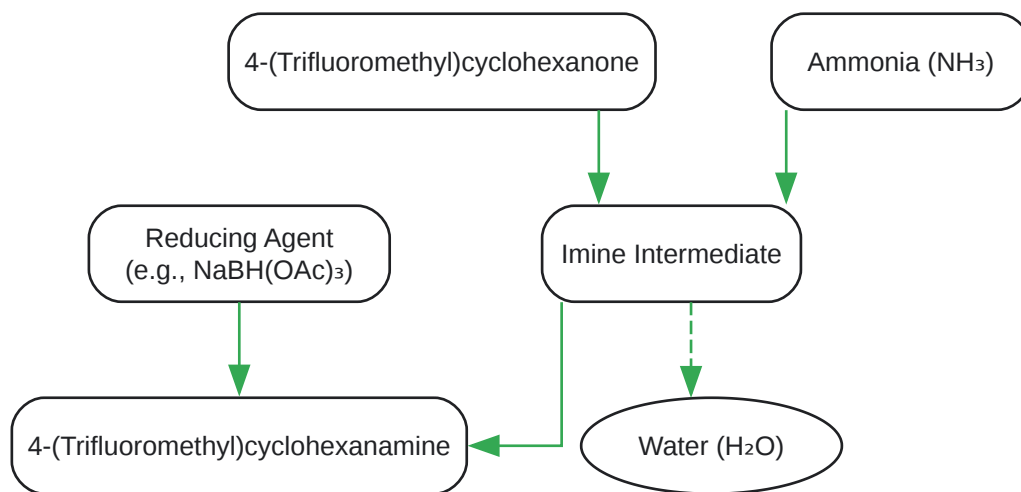 4-(Trifluoromethyl)cyclohexanone
Ammonia (NH₃)
Reducing Agent
(e.g., NaBH(OAc)₃)
Imine Intermediate
4-(Trifluoromethyl)cyclohexanamine
Water (H₂O)